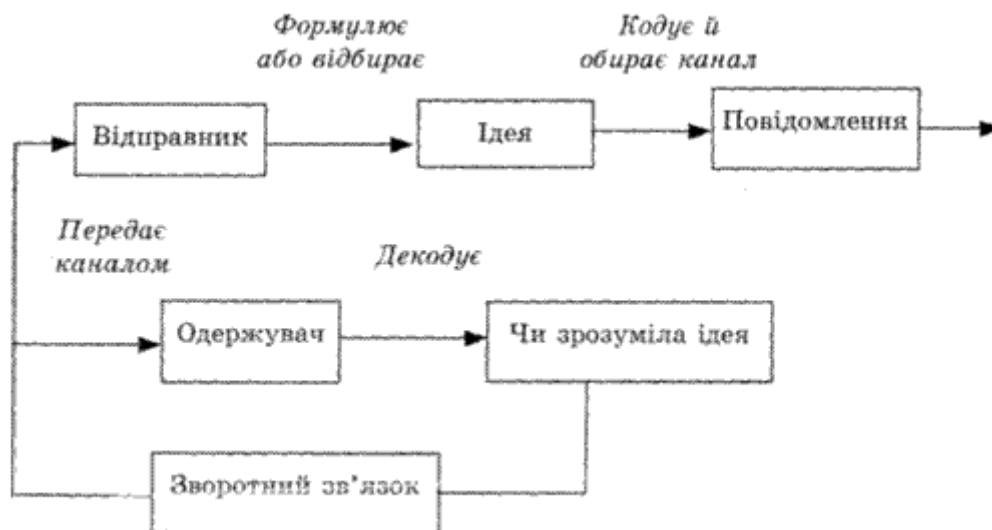 Формулює
або відбирає
Кодує й
обирає канал
Відправник
Ідея
Повідомлення
Передає
каналом
Декодує
Одержувач
Чи зрозуміла ідея
Зворотний зв'язок